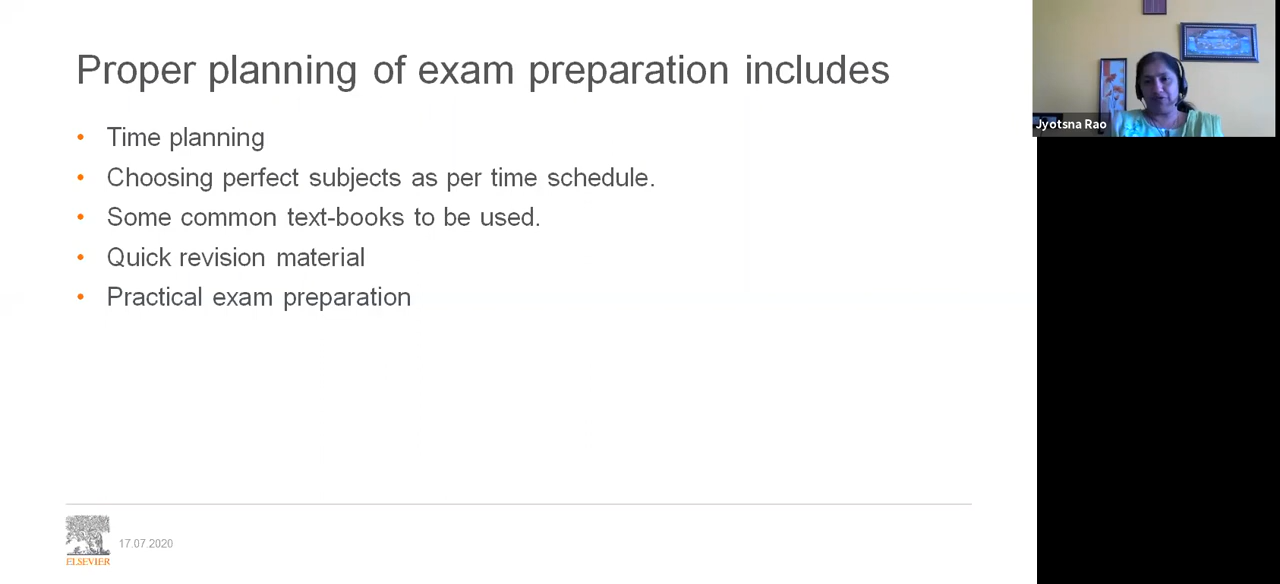 Proper planning of exam preparation includes
• Time planning
• Choosing perfect subjects as per time schedule.
• Some common text-books to be used.
• Quick revision material
• Practical exam preparation
Jyotsna Rao
ELSEVIER
17.07.2020